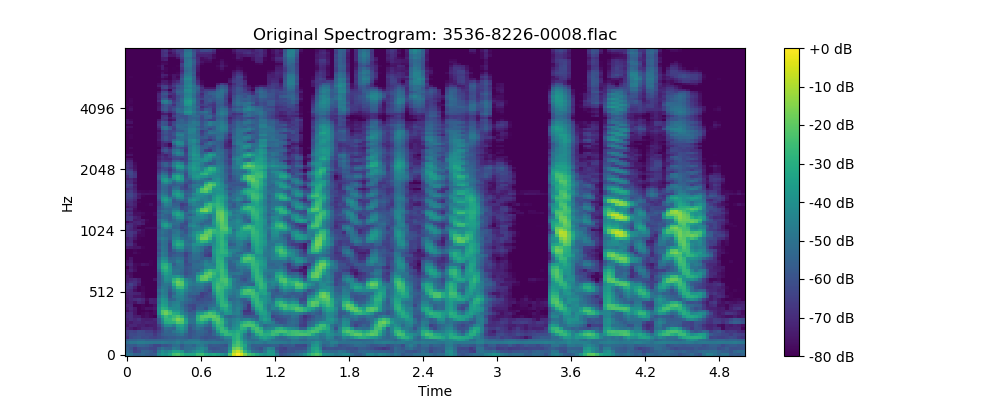 Original Spectrogram: 3536-8226-0008.flac
Hz
4096
2048
1024
512
0
0 0.6 1.2 1.8 2.4 3 3.6 4.2 4.8
Time
+0 dB
-10 dB
-20 dB
-30 dB
-40 dB
-50 dB
-60 dB
-70 dB
-80 dB